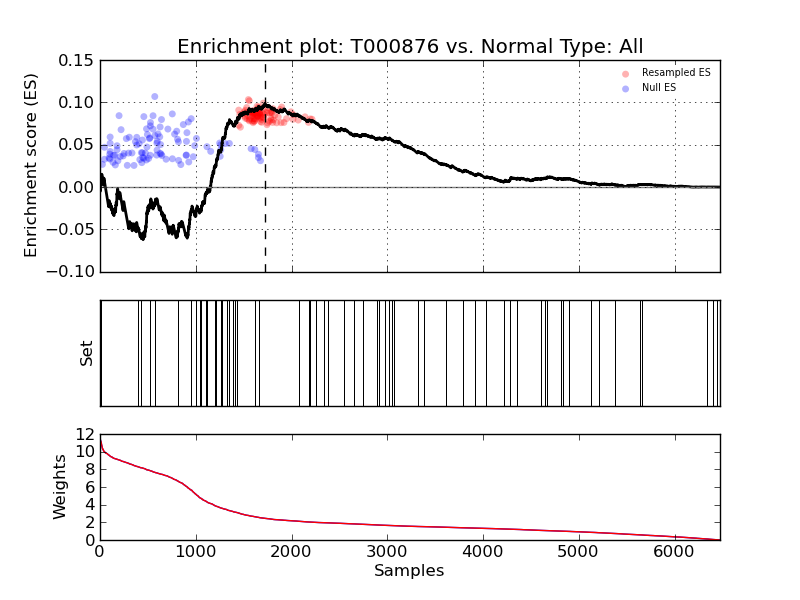 Enrichment plot: T000876 vs. Normal Type: All
Enrichment score (ES)
0.15
0.10
0.05
0.00
−0.05
−0.10
Resampled ES
Null ES
Set
Weights
12
10
8
6
4
2
0
0 1000 2000 3000 4000 5000 6000
Samples